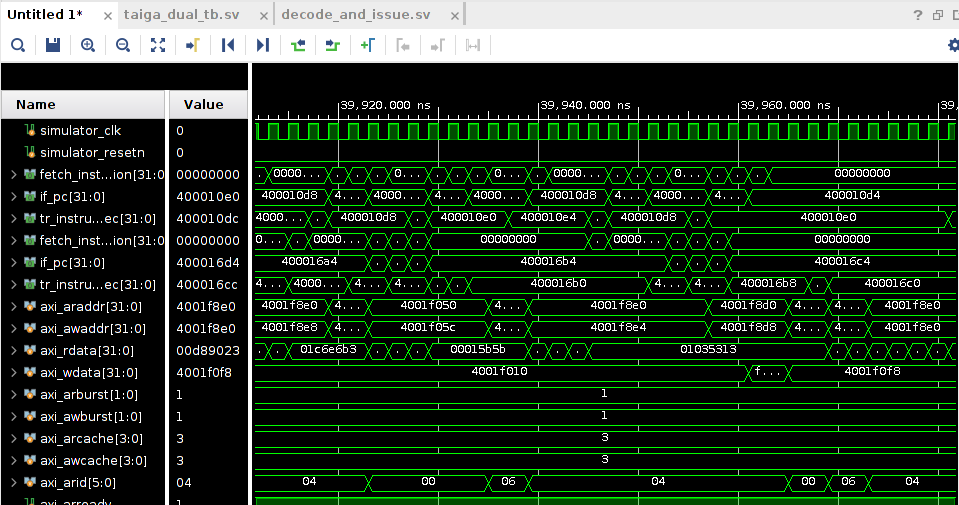 Untitled 1* × taiga_dual_tb.sv × decode_and_issue.sv ×
39,920.000 ns 39,940.000 ns 39,960.000 ns 39,
Name Value
simulator_clk 0
simulator_resetn 0
fetch_inst...ion[31:0 00000000 0000... 0... 0... 0000... 0... 00000000
if_pc[31:0] 400010e0 400010d8 4... 4000... 4... 4000... 400010d8 4... 4000... 4... 400010d4
tr_instru...ec[31:0] 400010dc 4000... 400010d8 400010e0 400010e4 400010d8 400010e0
fetch_inst...ion[31:0 00000000 0... 0000... 00000000 0000... 00000000
if_pc[31:0] 400016d4 400016a4 400016b4 400016c4
tr_instru...ec[31:0] 400016cc 4... 4000... 4... 4... 400016b0 4... 4... 400016b8 400016c0
axi_araddr[31:0] 4001f8e0 4001f8e0 4... 4001f050 4... 4001f8e0 4001f8d0 4... 4... 4001f8e0
axi_awaddr[31:0] 4001f8e0 4001f8e8 4... 4001f05c 4... 4001f8e4 4001f8d8 4... 4... 4001f8e0
axi_rdata[31:0] 00d89023 01c6e6b3 00015b5b 01035313
axi_wdata[31:0] 4001f0f8 4001f010 f... 4001f0f8
axi_arburst[1:0] 1 1
axi_awburst[1:0] 1 1
axi_arcache[3:0] 3 3
axi_awcache[3:0] 3 3
axi_arid[5:0] 04 04 00 06 04 00 06 04
axi_arready 1